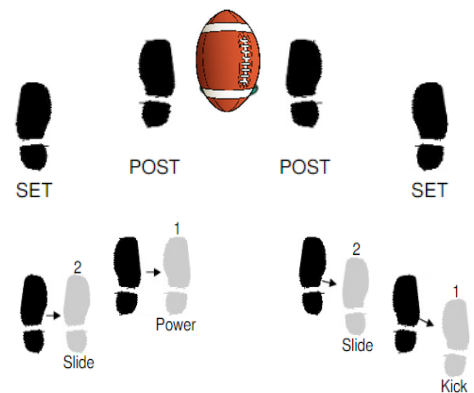 POST
POST
SET
SET
1
2
Power
Slide
2
1
Slide
Kick